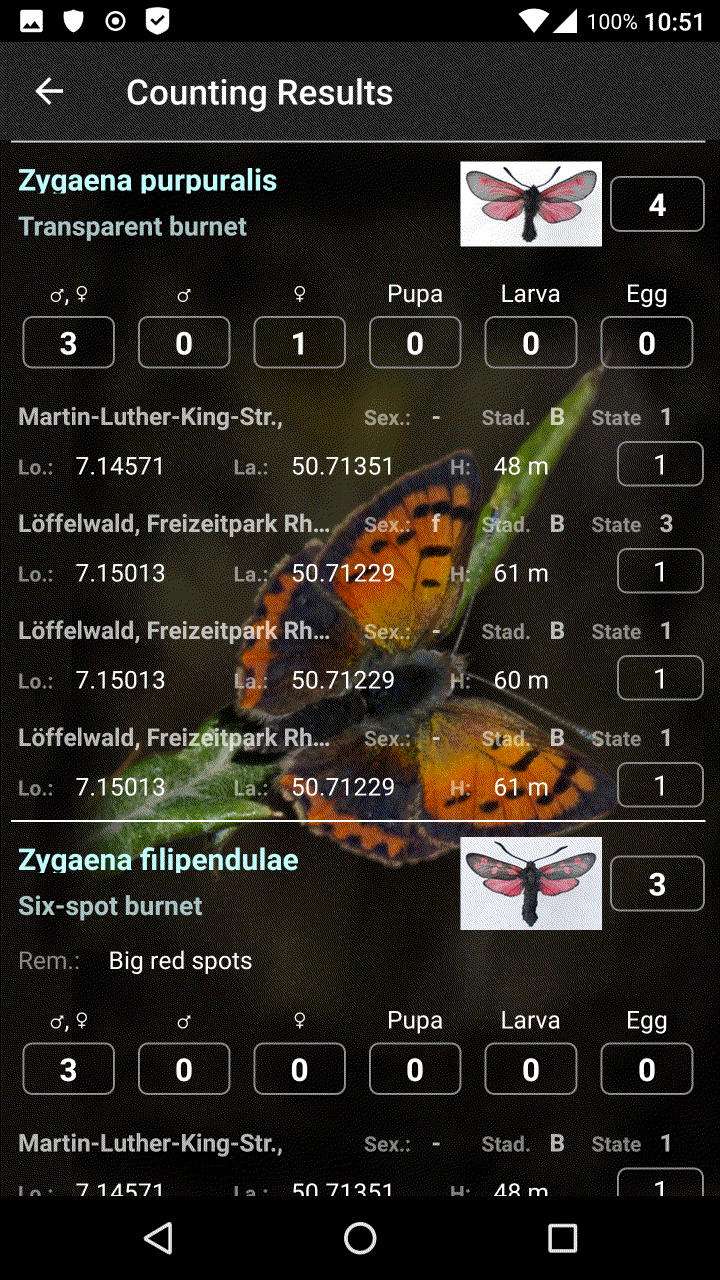 100% 10:51
Counting Results
Zygaena purpuralis
4
Transparent burnet
♂,♀ ♂ ♀ Pupa Larva Egg
3 0 1 0 0 0
Martin-Luther-King-Str., Sex.: - Stad. B State 1
Lo.: 7.14571 La.: 50.71351 H: 48 m 1
Löffelwald, Freizeitpark Rh... Sex.: f Stad. B State 3
Lo.: 7.15013 La.: 50.71229 H: 61 m 1
Löffelwald, Freizeitpark Rh... Sex.: - Stad. B State 1
Lo.: 7.15013 La.: 50.71229 H: 60 m 1
Löffelwald, Freizeitpark Rh... Sex.: - Stad. B State 1
Lo.: 7.15013 La.: 50.71229 H: 61 m 1
Zygaena filipendulae
3
Six-spot burnet
Rem.: Big red spots
♂,♀ ♂ ♀ Pupa Larva Egg
3 0 0 0 0 0
Martin-Luther-King-Str., Sex.: - Stad. B State 1
Lo.: 7.14571 La.: 50.71351 H: 48 m 1